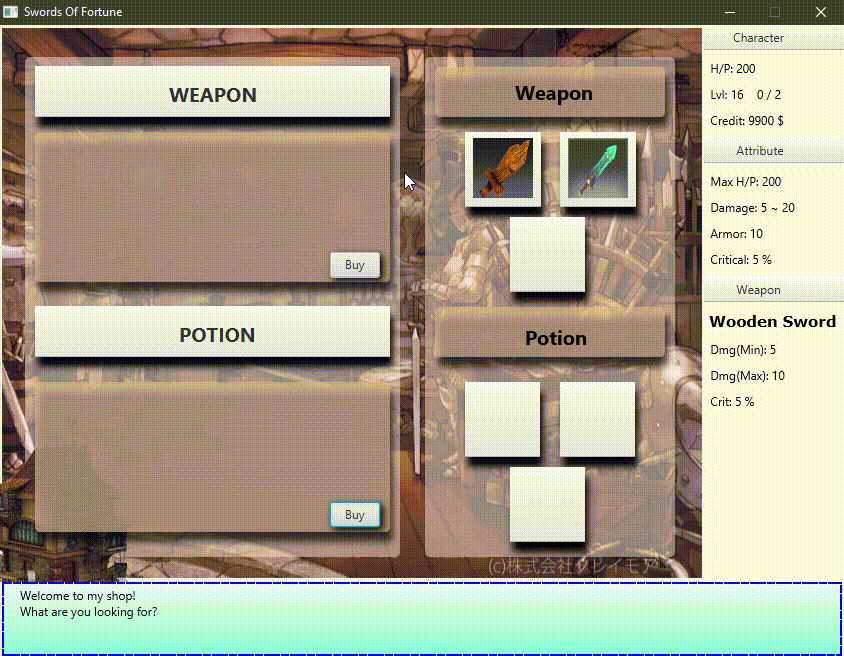 Swords Of Fortune
WEAPON
Buy
POTION
Buy
Weapon
Potion
(c)株式会社クレイモア
Character
H/P: 200
Lvl: 16 0 / 2
Credit: 9900 $
Attribute
Max H/P: 200
Damage: 5 ~ 20
Armor: 10
Critical: 5 %
Weapon
Wooden Sword
Dmg(Min): 5
Dmg(Max): 10
Crit: 5 %
Welcome to my shop!
What are you looking for?